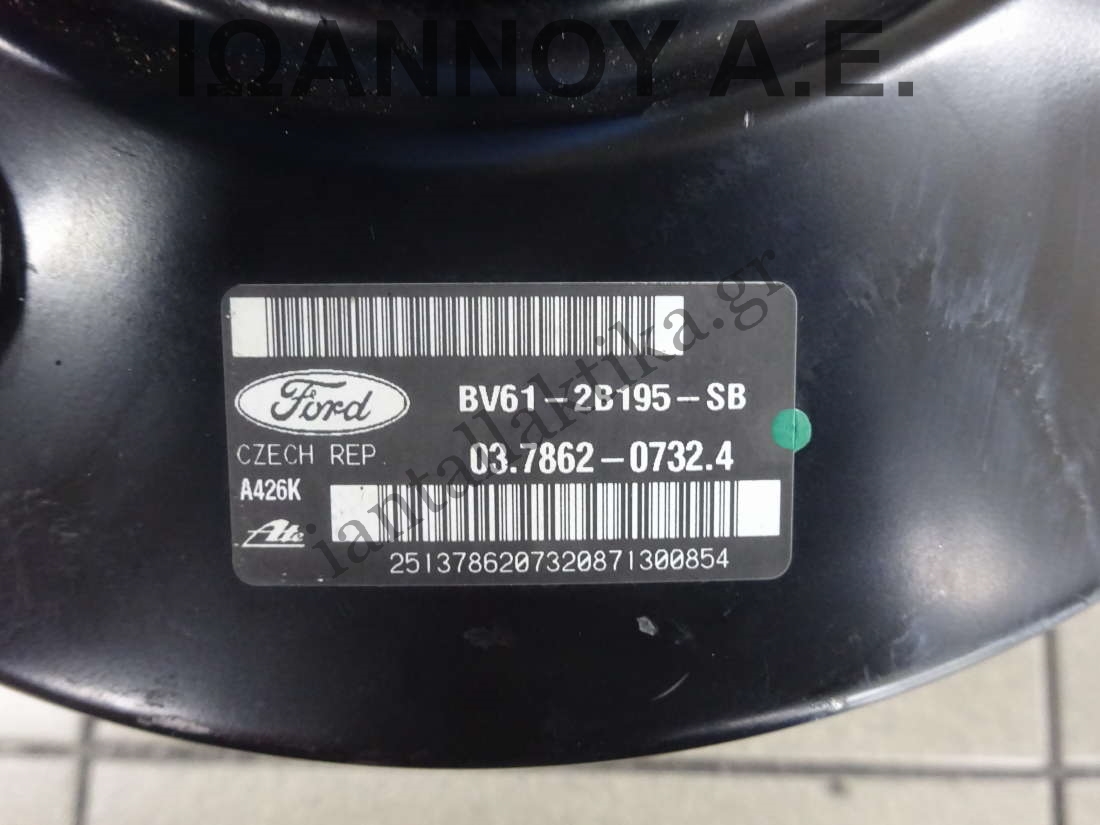 ΙΩΑΝΝΟΥ Α.Ε.
Ford
BV61-2B195-SB
CZECH REP.
03.7862-0732.4
A426K
Ate
25137862073208713008​54
iantallaktika.gr